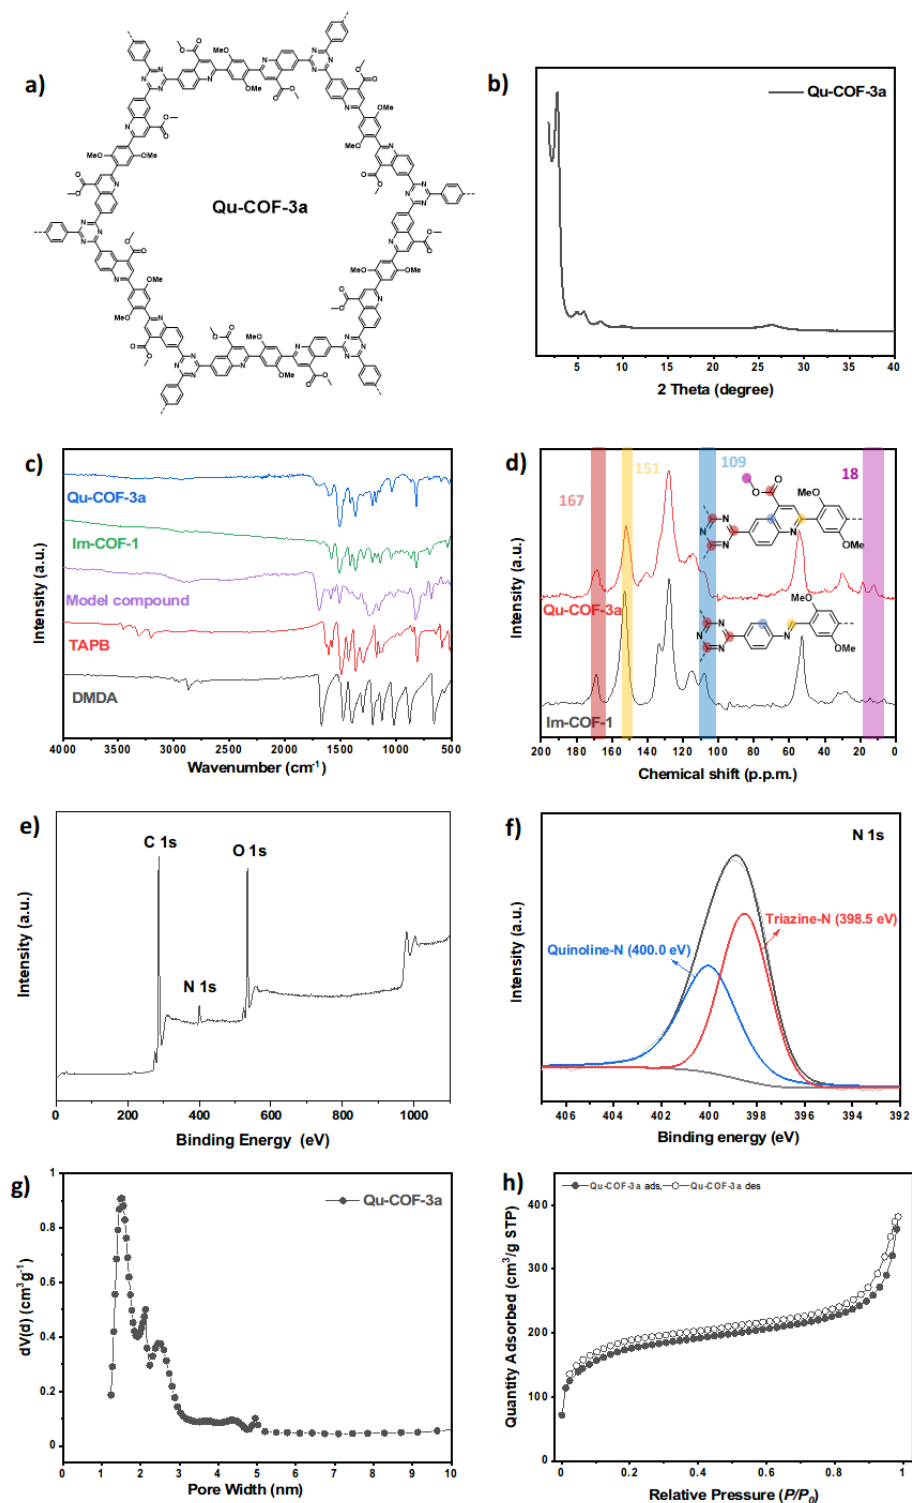 a)
Qu-COF-3a
b)
Qu-COF-3a
5 10 15 20 25 30 35 40
2 Theta (degree)
c)
Qu-COF-3a
Im-COF-1
Model compound
TAPB
DMDA
Intensity (a.u.)
4000 3500 3000 2500 2000 1500 1000 500
Wavenumber (cm⁻¹)
d)
167
151
109
18
Qu-COF-3a
Im-COF-1
MeO
OMe
MeO
OMe
Intensity (a.u.)
200 180 160 140 120 100 80 60 40 20 0
Chemical shift (p.p.m.)
e)
C 1s
O 1s
N 1s
Intensity (a.u.)
0 200 400 600 800 1000
Binding Energy (eV)
f)
N 1s
Triazine-N (398.5 eV)
Quinoline-N (400.0 eV)
Intensity (a.u.)
406 404 402 400 398 396 394 392
Binding energy (eV)
g)
Qu-COF-3a
dV(d) (cm³g⁻¹)
1
0.8
0.6
0.4
0.2
0
0 1 2 3 4 5 6 7 8 9 10
Pore Width (nm)
h)
Qu-COF-3a ads, Qu-COF-3a des
Quantity Adsorbed (cm³/g STP)
400
300
200
100
0
0 0.2 0.4 0.6 0.8 1
Relative Pressure (P/P₀)